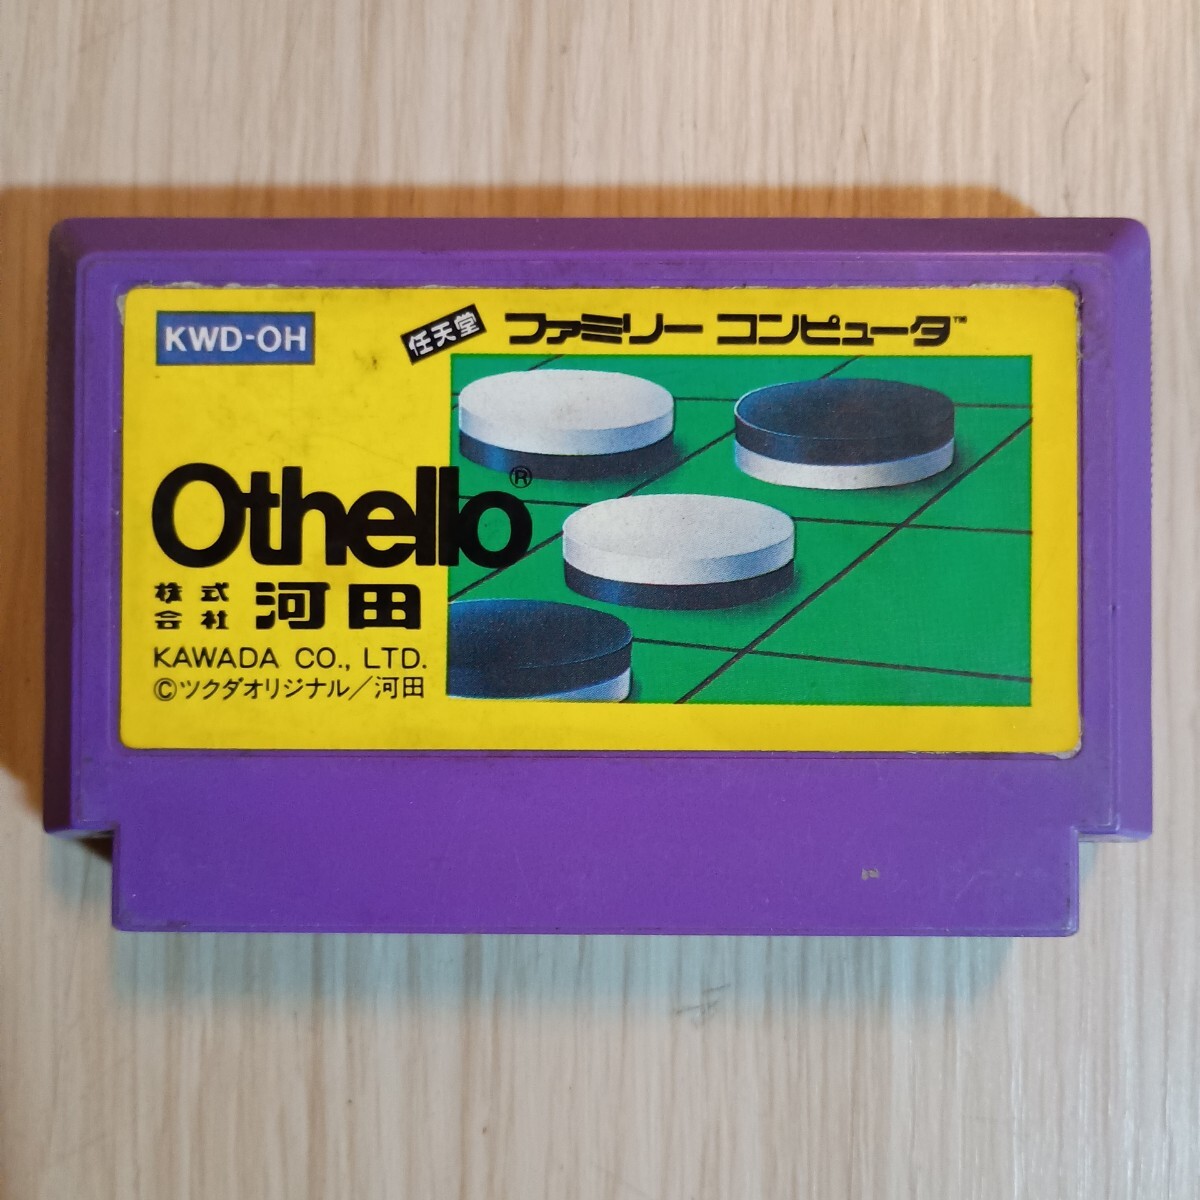 KWD-OH
任天堂 ファミリー コンピュータ™
Othello®
株式会社 河田
KAWADA CO., LTD.
©ツクダオリジナル/河田